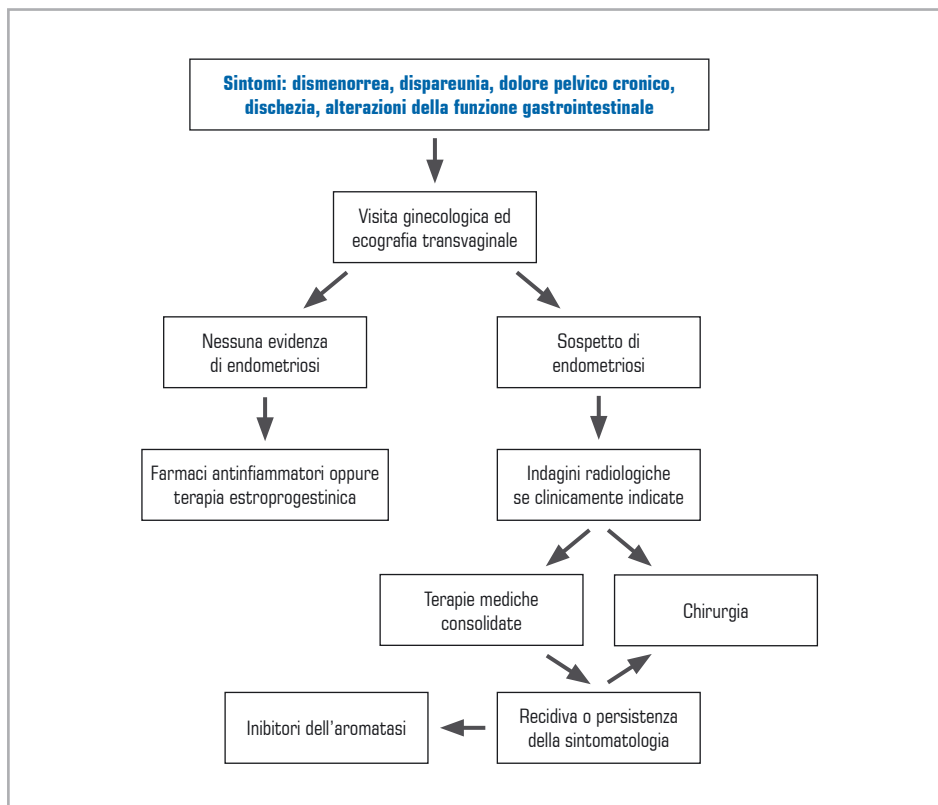 Sintomi: dismenorrea, dispareunia, dolore pelvico cronico,
dischezia, alterazioni della funzione gastrointestinale
Visita ginecologica ed
ecografia transvaginale
Nessuna evidenza
di endometriosi
Sospetto di
endometriosi
Farmaci antinfiammatori oppure
terapia estroprogestinica
Indagini radiologiche
se clinicamente indicate
Terapie mediche
consolidate
Chirurgia
Inibitori dell'aromatasi
Recidiva o persistenza
della sintomatologia